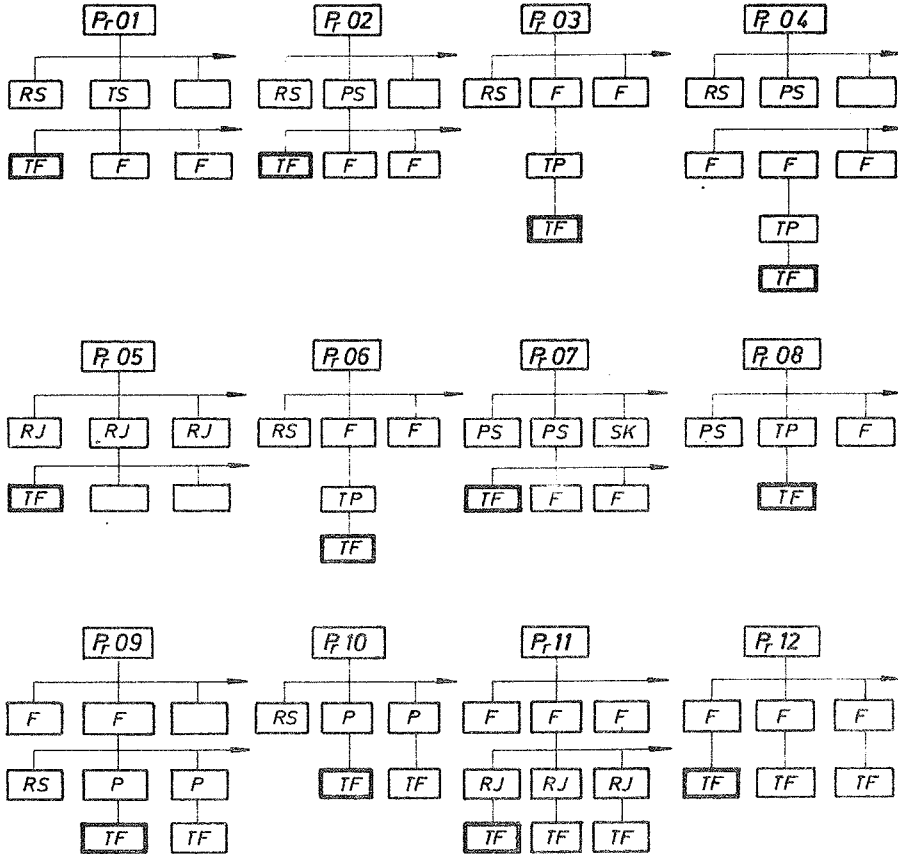 Pr 01 Pr 02 Pr 03 Pr 04
RS TS RS PS RS F F RS PS
TF F F TF F F TP F F F
TF TP
TF
Pr 05 Pr 06 Pr 07 Pr 08
RJ RJ RJ RS F F PS PS SK PS TP F
TF TP TF F F TF
TF
Pr 09 Pr 10 Pr 11 Pr 12
F F RS P P F F F F F F
RS P P TF TF RJ RJ RJ TF TF TF
TF TF TF TF TF